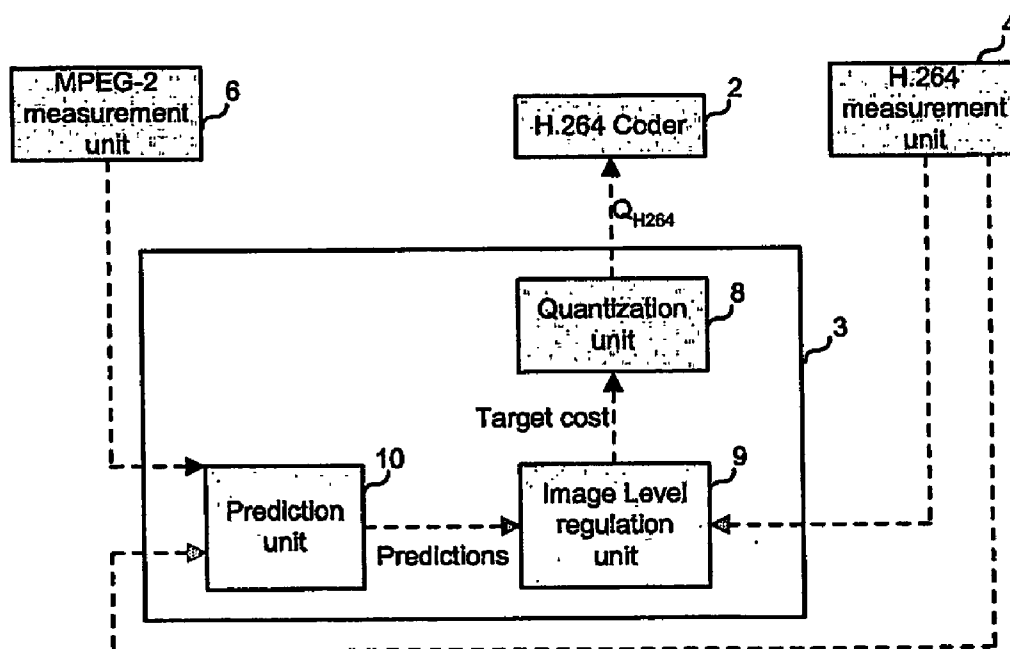 4
MPEG-2
measurement
unit
6
H.264 Coder
2
H.264
measurement
unit
Q_H264
Quantization
unit
8
3
Target cost
Prediction
unit
10
Predictions
Image Level
regulation
unit
9